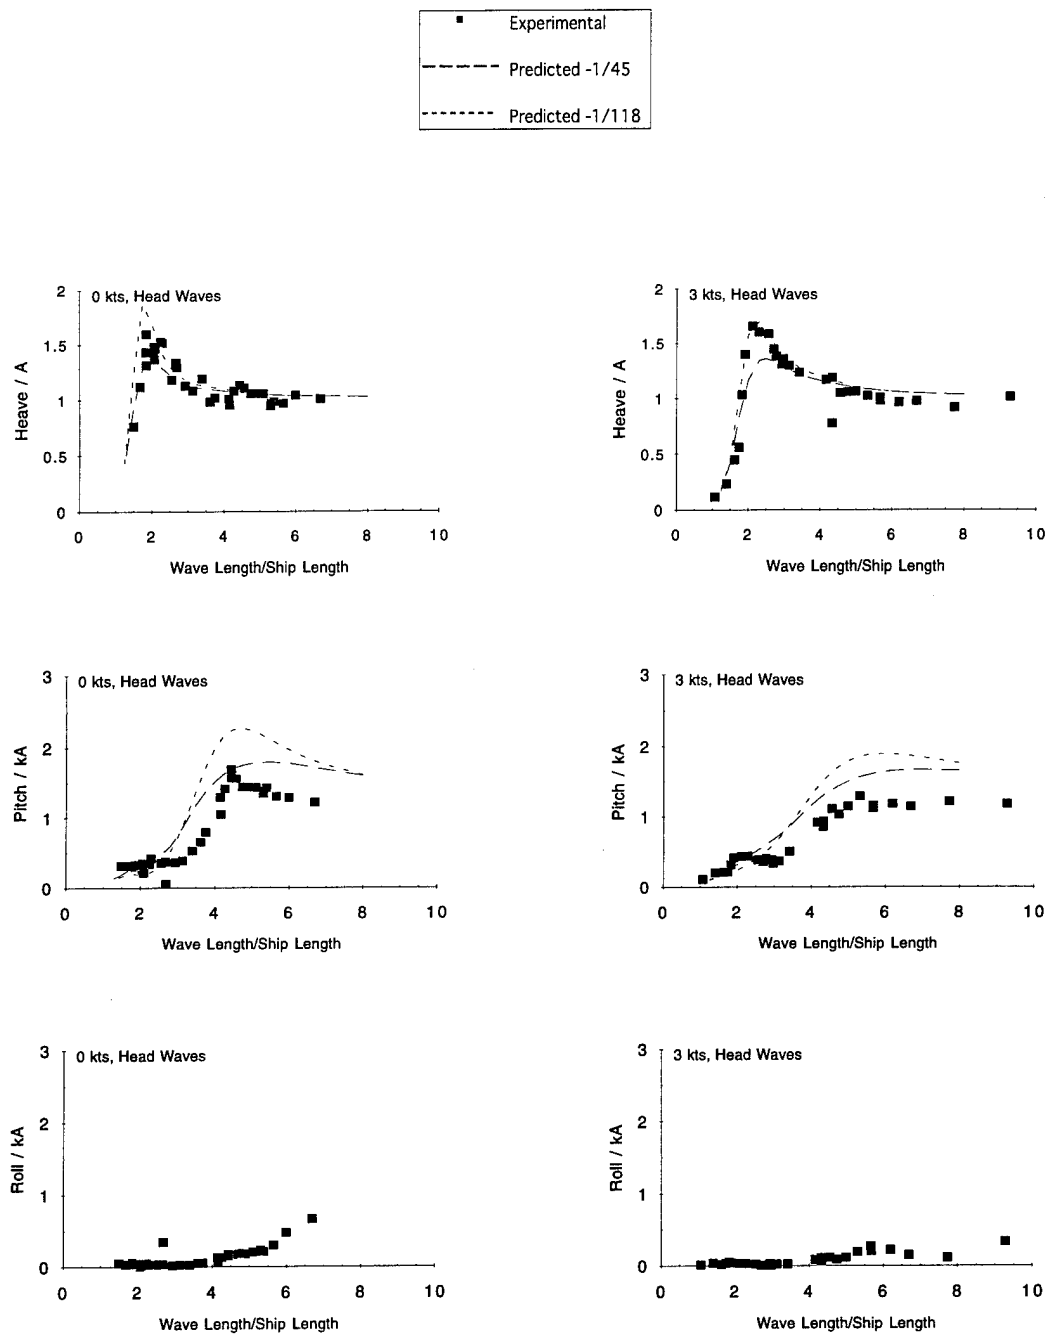 Experimental
Predicted -1/45
Predicted -1/118
0 kts, Head Waves
Heave / A
2
1.5
1
0.5
0
0 2 4 6 8 10
Wave Length/Ship Length
3 kts, Head Waves
Heave / A
2
1.5
1
0.5
0
0 2 4 6 8 10
Wave Length/Ship Length
0 kts, Head Waves
Pitch / kA
3
2
1
0
0 2 4 6 8 10
Wave Length/Ship Length
3 kts, Head Waves
Pitch / kA
3
2
1
0
0 2 4 6 8 10
Wave Length/Ship Length
0 kts, Head Waves
Roll / kA
3
2
1
0
0 2 4 6 8 10
Wave Length/Ship Length
3 kts, Head Waves
Roll / kA
3
2
1
0
0 2 4 6 8 10
Wave Length/Ship Length